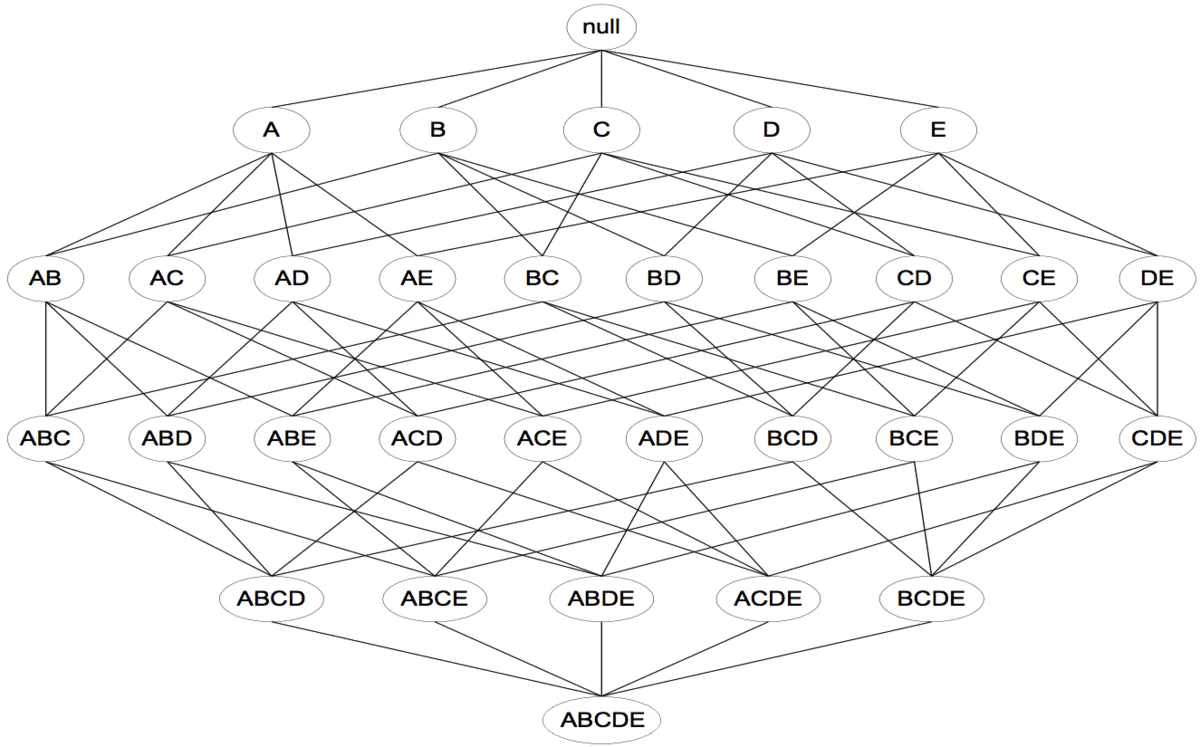 null
A B C D E
AB AC AD AE BC BD BE CD CE DE
ABC ABD ABE ACD ACE ADE BCD BCE BDE CDE
ABCD ABCE ABDE ACDE BCDE
ABCDE